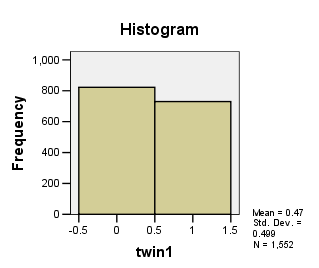 Histogram
Frequency
1,000
800
600
400
200
0
-0.5 0 0.5 1 1.5
twin1
Mean = 0.47
Std. Dev. =
0.499
N = 1,552